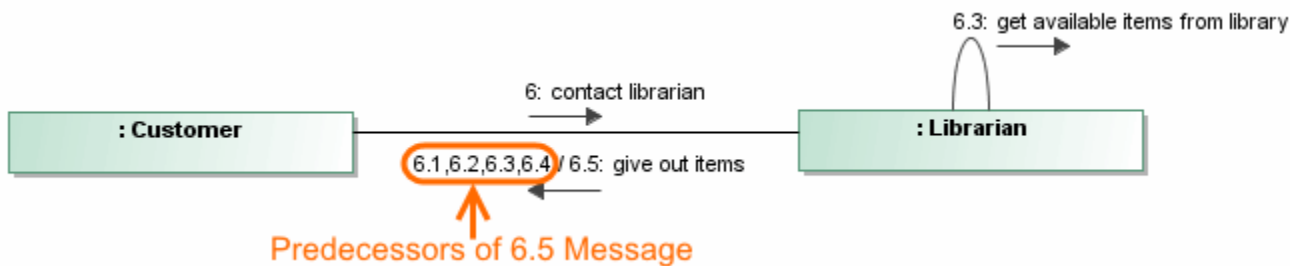 6.3: get available items from library
6: contact librarian
: Customer
: Librarian
6.1,6.2,6.3,6.4 / 6.5: give out items
Predecessors of 6.5 Message